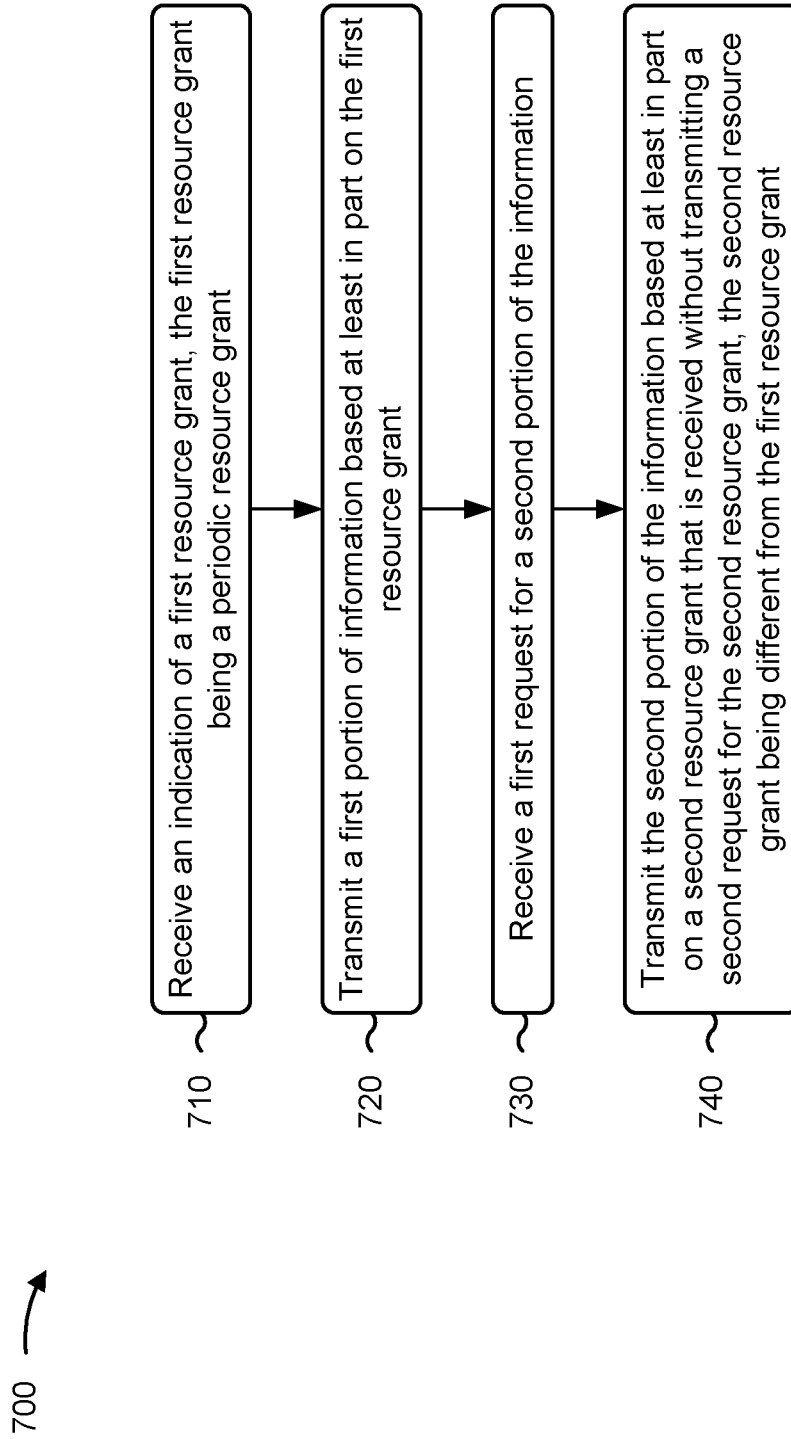 700
710
Receive an indication of a first resource grant, the first resource grant
being a periodic resource grant
720
Transmit a first portion of information based at least in part on the first
resource grant
730
Receive a first request for a second portion of the information
740
Transmit the second portion of the information based at least in part
on a second resource grant that is received without transmitting a
second request for the second resource grant, the second resource
grant being different from the first resource grant